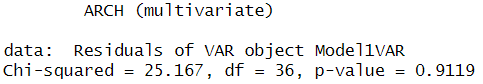 ARCH (multivariate)
data:  Residuals of VAR object Model1VAR
Chi-squared = 25.167, df = 36, p-value = 0.9119